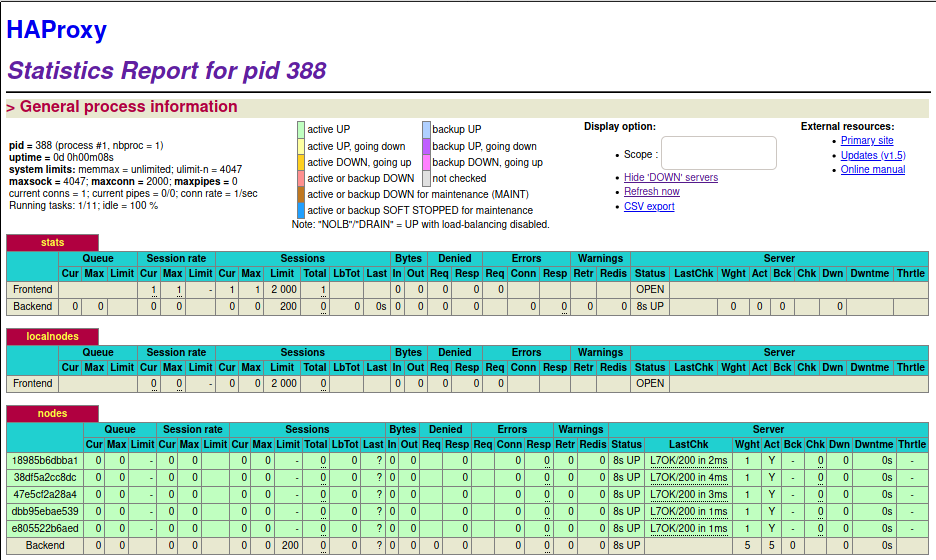 HAProxy
Statistics Report for pid 388
> General process information
pid = 388 (process #1, nbproc = 1)
uptime = 0d 0h00m08s
system limits: memmax = unlimited; ulimit-n = 4047
maxsock = 4047; maxconn = 2000; maxpipes = 0
current conns = 1; current pipes = 0/0; conn rate = 1/sec
Running tasks: 1/11; idle = 100 %
active UP backup UP
active UP, going down backup UP, going down
active DOWN, going up backup DOWN, going up
active or backup DOWN not checked
active or backup DOWN for maintenance (MAINT)
active or backup SOFT STOPPED for maintenance
Note: "NOLB"/"DRAIN" = UP with load-balancing disabled.
Display option:
• Scope :
• Hide 'DOWN' servers
• Refresh now
• CSV export
External resources:
• Primary site
• Updates (v1.5)
• Online manual
stats
Queue Session rate Sessions Bytes Denied Errors Warnings Server
Cur Max Limit Cur Max Limit Cur Max Limit Total LbTot Last In Out Req Resp Req Conn Resp Retr Redis Status LastChk Wght Act Bck Chk Dwn Dwntme Thrtle
Frontend 1 1 - 1 1 2 000 1 0 0 0 0 0 OPEN
Backend 0 0 0 0 0 0 200 0 0 0s 0 0 0 0 0 0 0 0 8s UP 0 0 0 0
localnodes
Queue Session rate Sessions Bytes Denied Errors Warnings Server
Cur Max Limit Cur Max Limit Cur Max Limit Total LbTot Last In Out Req Resp Req Conn Resp Retr Redis Status LastChk Wght Act Bck Chk Dwn Dwntme Thrtle
Frontend 0 0 - 0 0 2 000 0 0 0 0 0 0 OPEN
nodes
Queue Session rate Sessions Bytes Denied Errors Warnings Server
Cur Max Limit Cur Max Limit Cur Max Limit Total LbTot Last In Out Req Resp Req Conn Resp Retr Redis Status LastChk Wght Act Bck Chk Dwn Dwntme Thrtle
18985b6dbba1 0 0 - 0 0 0 0 - 0 0 ? 0 0 0 0 0 0 0 8s UP L7OK/200 in 2ms 1 Y - 0 0 0s -
38df5a2cc8dc 0 0 - 0 0 0 0 - 0 0 ? 0 0 0 0 0 0 0 8s UP L7OK/200 in 4ms 1 Y - 0 0 0s -
47e5cf2a28a4 0 0 - 0 0 0 0 - 0 0 ? 0 0 0 0 0 0 0 8s UP L7OK/200 in 3ms 1 Y - 0 0 0s -
dbb95ebae539 0 0 - 0 0 0 0 - 0 0 ? 0 0 0 0 0 0 0 8s UP L7OK/200 in 1ms 1 Y - 0 0 0s -
e805522b6aed 0 0 - 0 0 0 0 - 0 0 ? 0 0 0 0 0 0 0 8s UP L7OK/200 in 1ms 1 Y - 0 0 0s -
Backend 0 0 0 0 0 0 200 0 0 ? 0 0 0 0 0 0 0 0 8s UP 5 5 0 0 0s